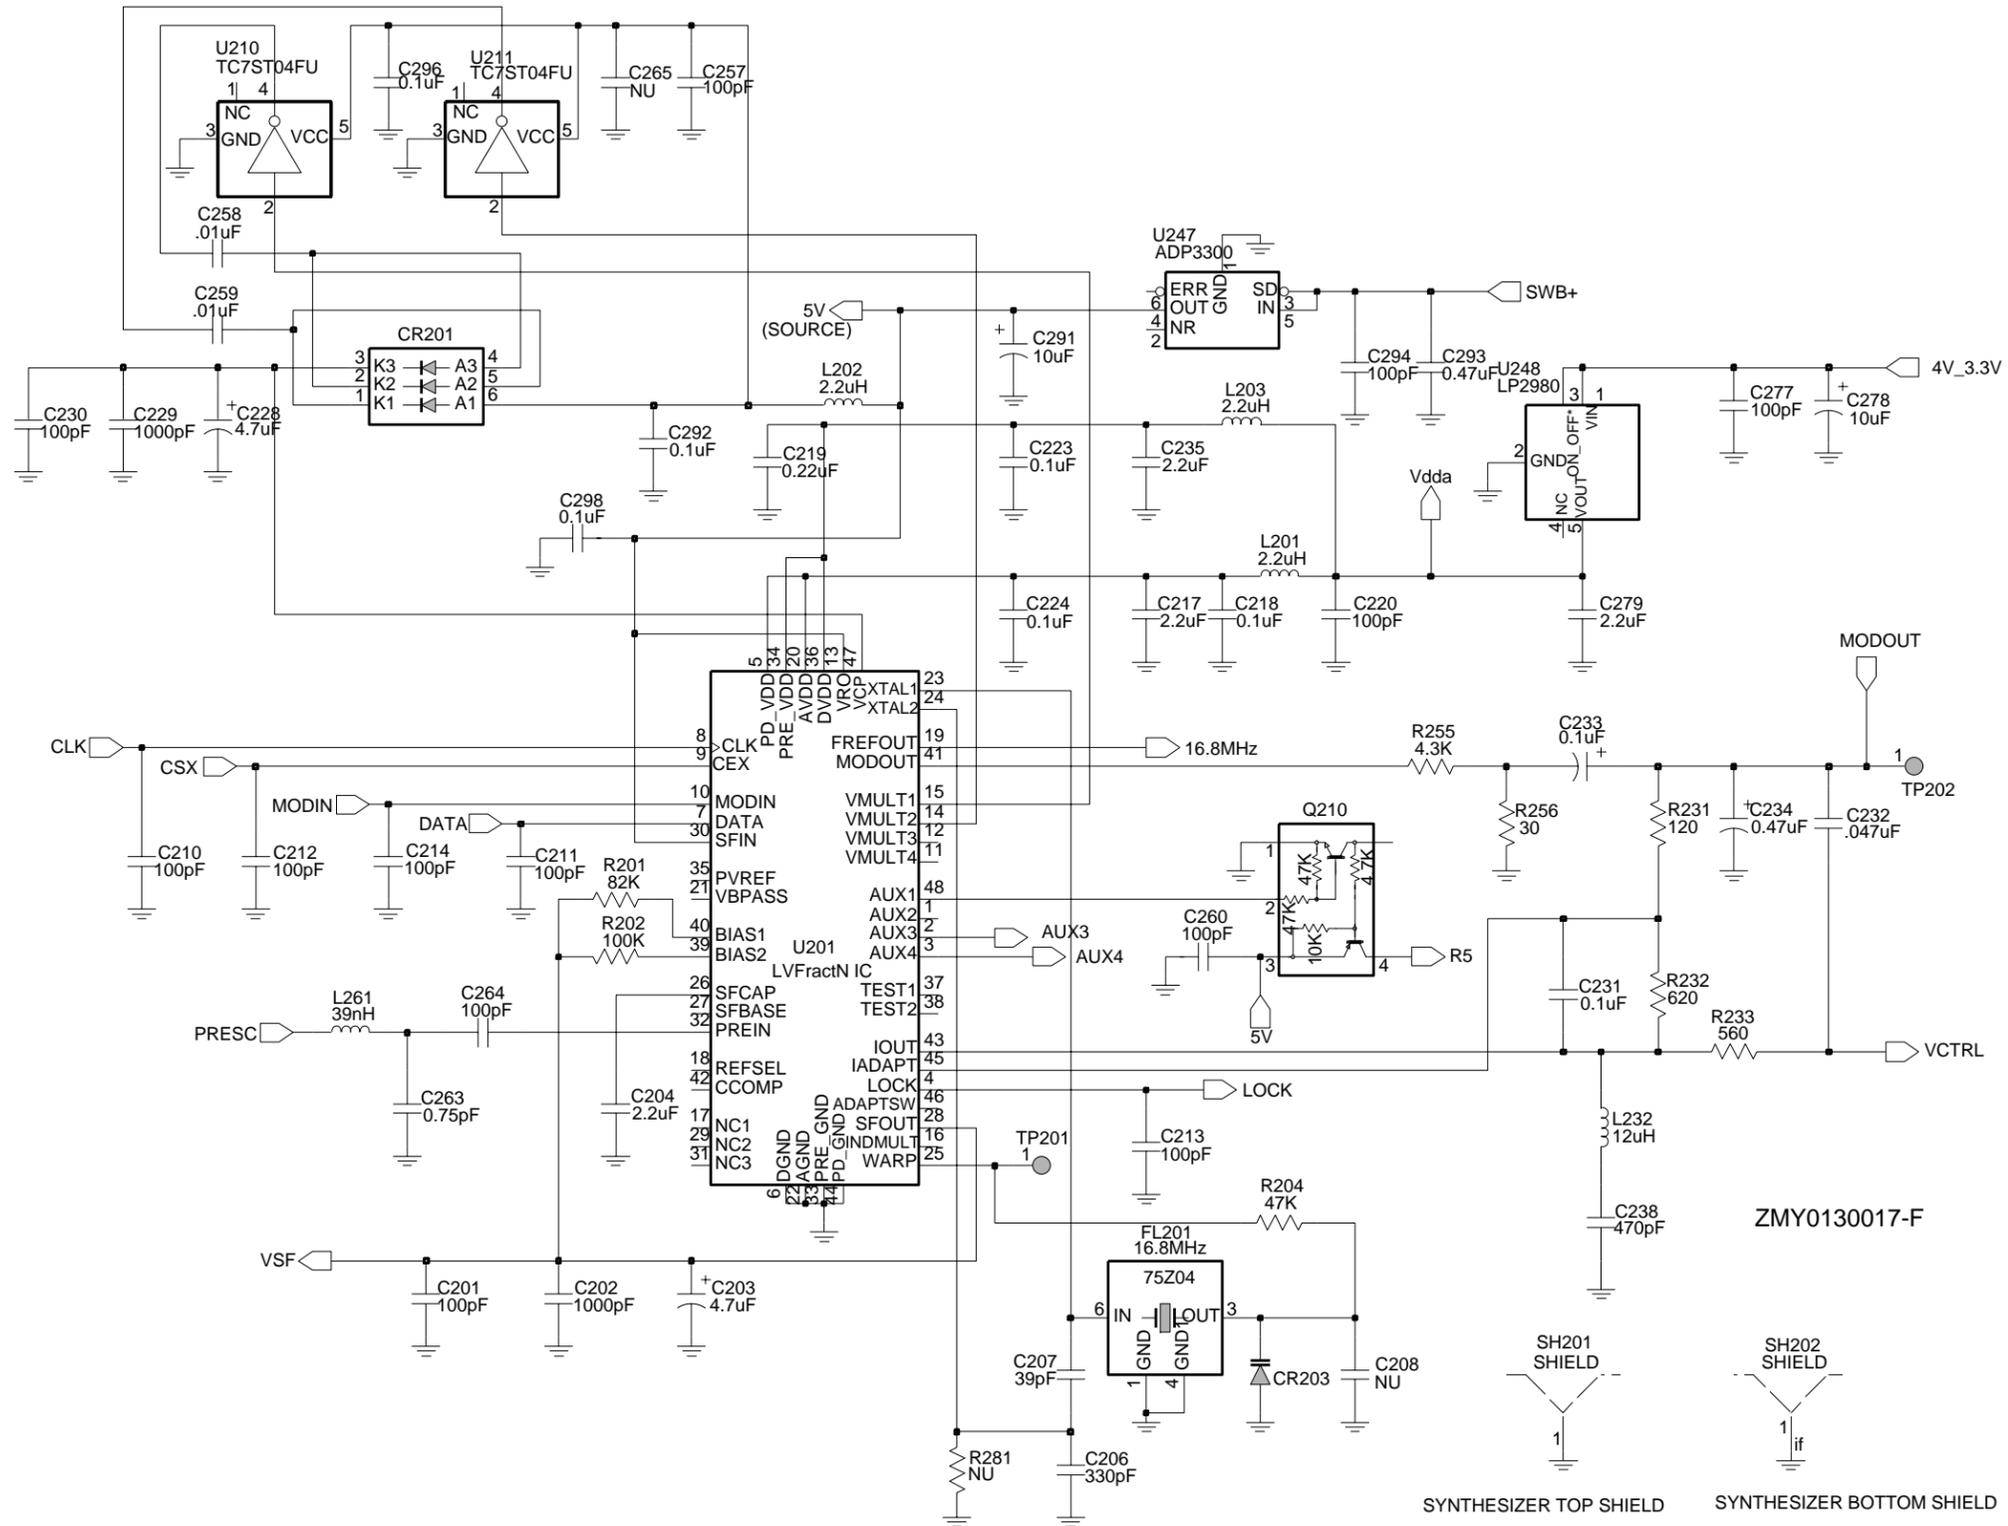 U210
TC7ST04FU
1 4
NC
3 GND VCC 5
2
C296
0.1uF
U211
TC7ST04FU
1 4
NC
3 GND VCC 5
2
C265
NU
C257
100pF
C258
.01uF
C259
.01uF
CR201
3 K3 A3 4
2 K2 A2 5
1 K1 A1 6
C230
100pF
C229
1000pF
+
C228
4.7uF
5V
(SOURCE)
L202
2.2uH
C292
0.1uF
C219
0.22uF
C298
0.1uF
+
C291
10uF
U247
ADP3300
1
GND
ERR
6 OUT
4 NR
2
SD
IN 3
5
SWB+
C294
100pF
C293
0.47uF
U248
LP2980
3 1
ON_OFF*
VIN
2
GND
NC
VOUT
4 5
4V_3.3V
C277
100pF
+
C278
10uF
L203
2.2uH
C223
0.1uF
C235
2.2uF
Vdda
L201
2.2uH
C224
0.1uF
C217
2.2uF
C218
0.1uF
C220
100pF
C279
2.2uF
MODOUT
5 34 20 36 13 47
PD_VDD
PRE_VDD
AVDD
DVDD
VRO
VCP
XTAL1 23
XTAL2 24
CLK
8
CLK
CSX
9
CEX
MODIN
10
MODIN
DATA
7
DATA
30
SFIN
C210
100pF
C212
100pF
C214
100pF
C211
100pF
R201
82K
R202
100K
35
PVREF
21
VBPASS
40
BIAS1
39
BIAS2
U201
LVFractN IC
26
SFCAP
27
SFBASE
32
PREIN
18
REFSEL
42
CCOMP
17
NC1
29
NC2
31
NC3
6 22 33 44
DGND
AGND
PRE_GND
PD_GND
FREFOUT 19
MODOUT 41
VMULT1 15
VMULT2 14
VMULT3 12
VMULT4 11
AUX1 48
AUX2 1
AUX3 2
AUX4 3
TEST1 37
TEST2 38
IOUT 43
IADAPT 45
LOCK 4
ADAPTSW 46
SFOUT 28
INDMULT 16
WARP 25
16.8MHz
AUX3
AUX4
PRESC
L261
39nH
C264
100pF
C263
0.75pF
C204
2.2uF
R255
4.3K
C233
0.1uF
+
1
TP202
R256
30
R231
120
+
C234
0.47uF
C232
.047uF
Q210
1
47K
4.7K
2
47K
10K
3
4
R5
C260
100pF
5V
C231
0.1uF
R232
620
R233
560
VCTRL
LOCK
C213
100pF
L232
12uH
C238
470pF
TP201
1
R204
47K
FL201
16.8MHz
75Z04
6 IN OUT 3
GND
GND1
1 4
C207
39pF
CR203
C208
NU
R281
NU
C206
330pF
VSF
C201
100pF
C202
1000pF
+
C203
4.7uF
ZMY0130017-F
SH201
SHIELD
1
SYNTHESIZER TOP SHIELD
SH202
SHIELD
1
if
SYNTHESIZER BOTTOM SHIELD